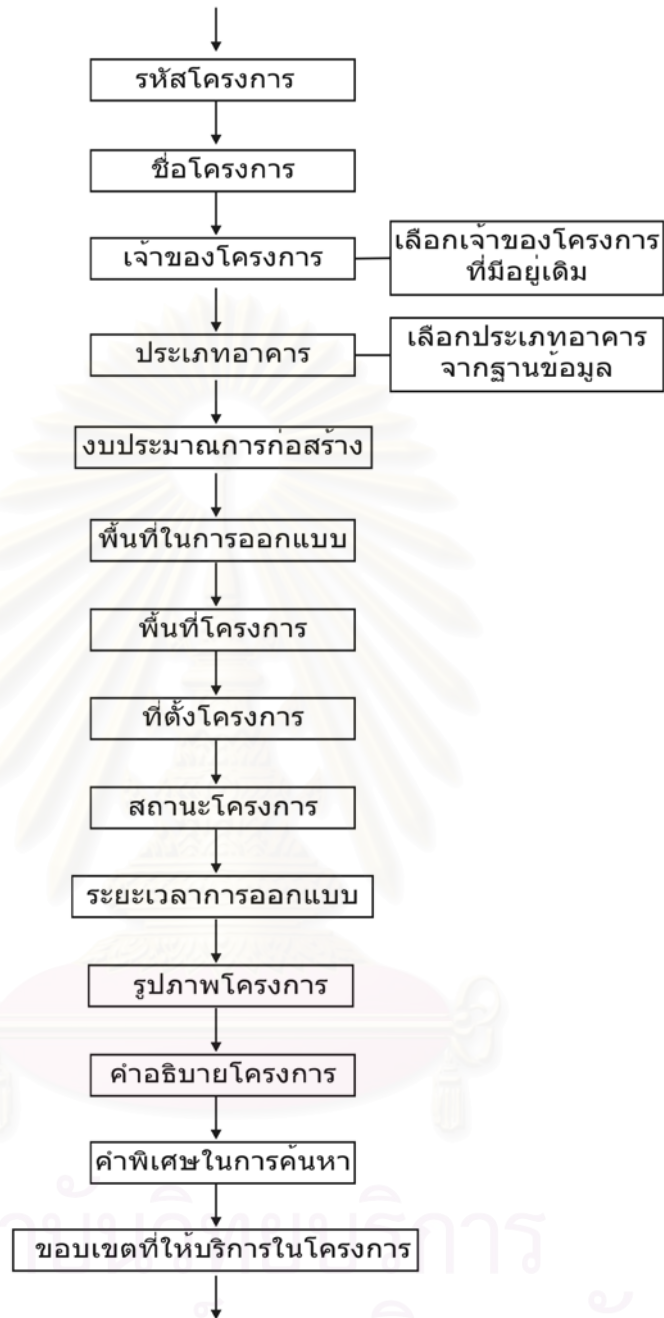 รหัสโครงการ
ชื่อโครงการ
เจ้าของโครงการ
เลือกเจ้าของโครงการ
ที่มีอยู่เดิม
ประเภทอาคาร
เลือกประเภทอาคาร
จากฐานข้อมูล
งบประมาณการก่อสร้าง
พื้นที่ในการออกแบบ
พื้นที่โครงการ
ที่ตั้งโครงการ
สถานะโครงการ
ระยะเวลาการออกแบบ
รูปภาพโครงการ
คำอธิบายโครงการ
คำพิเศษในการค้นหา
ขอบเขตที่ให้บริการในโครงการ